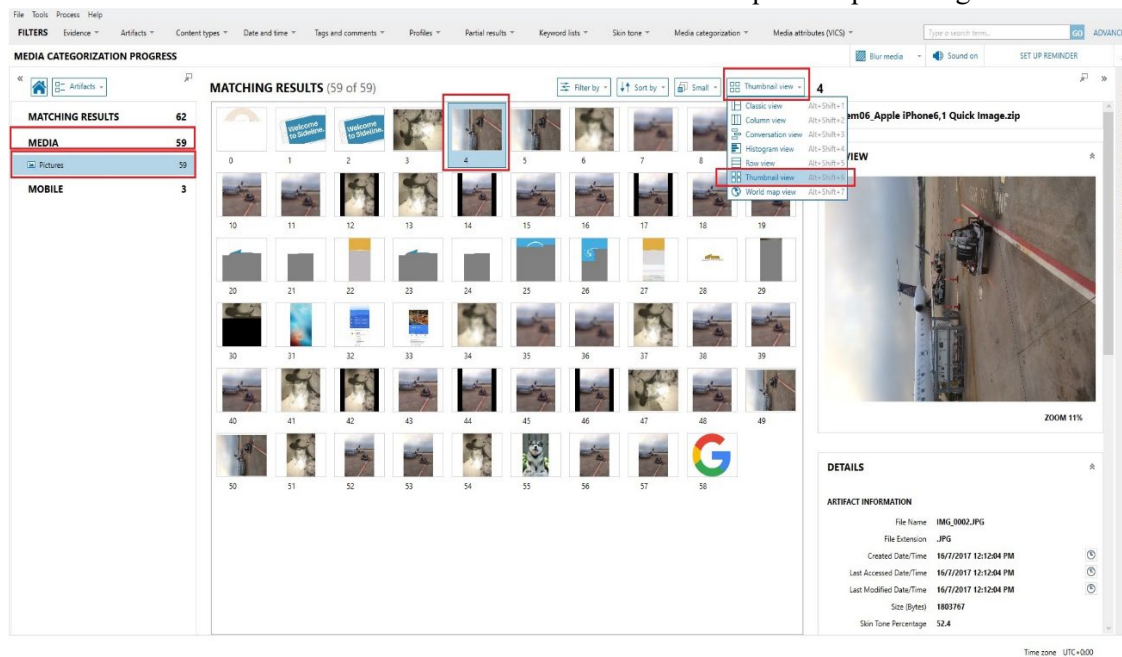 File Tools Process Help
FILTERS Evidence Artifacts Content types Date and time Tags and comments Profiles Partial results Keyword lists Skin tone Media categorization Media attributes (VICS) Type a search term... GO ADVANC
MEDIA CATEGORIZATION PROGRESS Blur media Sound on SET UP REMINDER
Artifacts
MATCHING RESULTS (59 of 59) Filter by Sort by Small Thumbnail view 4
MATCHING RESULTS 62
MEDIA 59
Pictures 59
MOBILE 3
Classic view Alt+Shift+1
Column view Alt+Shift+2
Conversation view Alt+Shift+3
Histogram view Alt+Shift+4
Row view Alt+Shift+5
Thumbnail view Alt+Shift+6
World map view Alt+Shift+7
Welcome to Sideline.
Welcome to Sideline.
0 1 2 3 4 5 6 7 8
10 11 12 13 14 15 16 17 18 19
20 21 22 23 24 25 26 27 28 29
30 31 32 33 34 35 36 37 38 39
40 41 42 43 44 45 46 47 48 49
50 51 52 53 54 55 56 57 58
em06_Apple iPhone6,1 Quick Image.zip
VIEW
ZOOM 11%
DETAILS
ARTIFACT INFORMATION
File Name IMG_0002.JPG
File Extension .JPG
Created Date/Time 16/7/2017 12:12:04 PM
Last Accessed Date/Time 16/7/2017 12:12:04 PM
Last Modified Date/Time 16/7/2017 12:12:04 PM
Size (Bytes) 1803767
Skin Tone Percentage 52.4
Time zone UTC+0:00